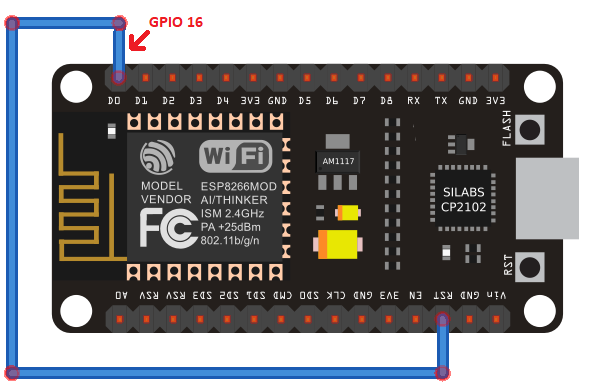 GPIO 16
D0 D1 D2 D3 D4 3V3 GND D5 D6 D7 D8 RX TX GND 3V3
FLASH
WiFi
MODEL
VENDOR
ESP8266MOD
AI/THINKER
ISM 2.4GHz
PA +25dBm
802.11b/g/n
FC
AM1117
SILABS
CP2102
RST
A0 RSV RSV SD3 SD2 SD1 CMD SD0 CLK GND 3V3 EN RST GND Vin